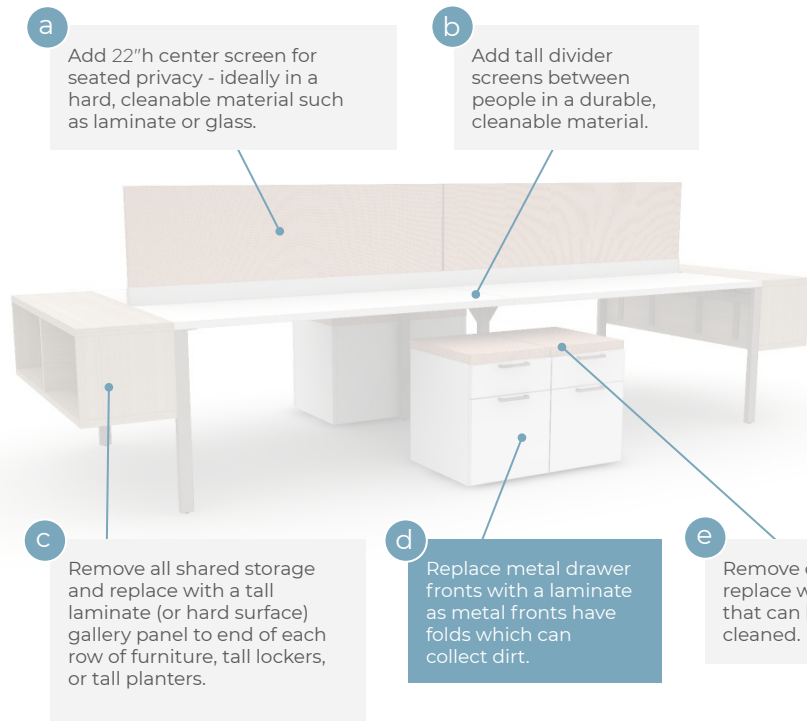 a
Add 22"h center screen for
seated privacy - ideally in a
hard, cleanable material such
as laminate or glass.
b
Add tall divider
screens between
people in a durable,
cleanable material.
c
Remove all shared storage
and replace with a tall
laminate (or hard surface)
gallery panel to end of each
row of furniture, tall lockers,
or tall planters.
d
Replace metal drawer
fronts with a laminate
as metal fronts have
folds which can
collect dirt.
e
Remove
replace
that can
cleaned.